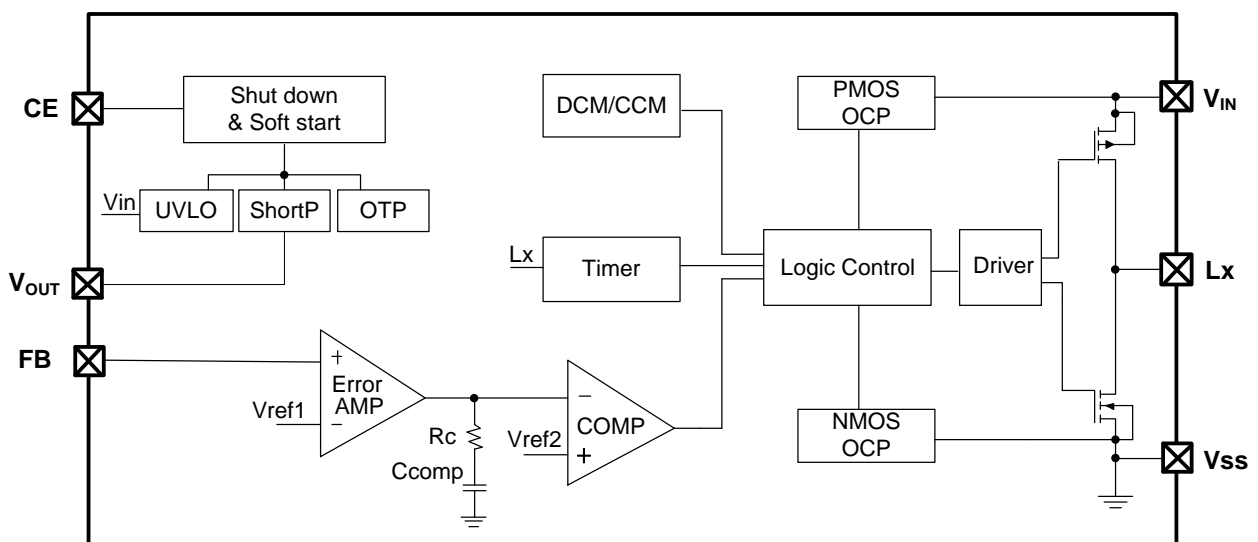 CE
Shut down
& Soft start
DCM/CCM
PMOS
OCP
VIN
Vin
UVLO
ShortP
OTP
VOUT
Lx
Timer
Logic Control
Driver
Lx
FB
+
Error
AMP
Vref1
−
Rc
Ccomp
−
COMP
Vref2
+
NMOS
OCP
Vss